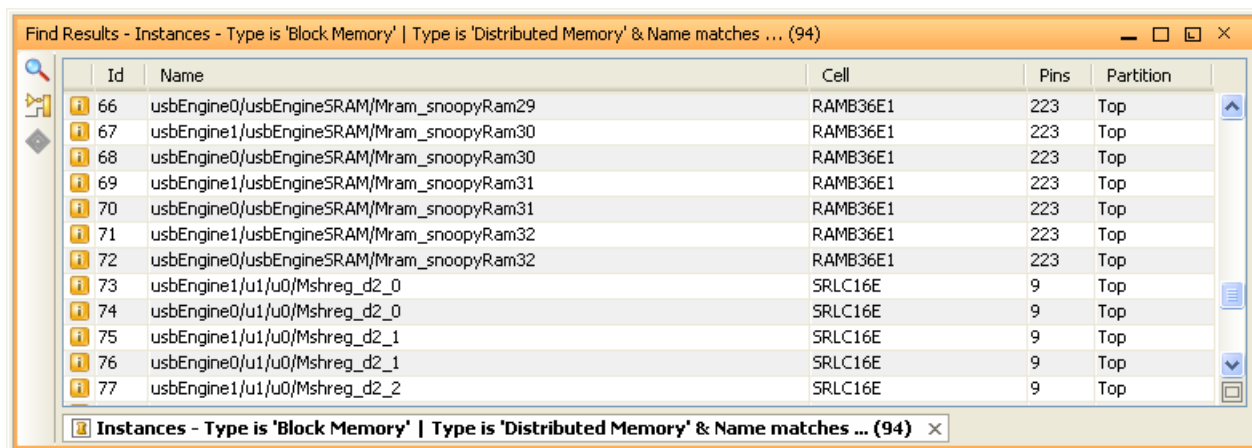 Find Results - Instances - Type is 'Block Memory' | Type is 'Distributed Memory' & Name matches ... (94)
Id Name Cell Pins Partition
66 usbEngine0/usbEngineSRAM/Mram_snoopyRam29 RAMB36E1 223 Top
67 usbEngine1/usbEngineSRAM/Mram_snoopyRam30 RAMB36E1 223 Top
68 usbEngine0/usbEngineSRAM/Mram_snoopyRam30 RAMB36E1 223 Top
69 usbEngine1/usbEngineSRAM/Mram_snoopyRam31 RAMB36E1 223 Top
70 usbEngine0/usbEngineSRAM/Mram_snoopyRam31 RAMB36E1 223 Top
71 usbEngine1/usbEngineSRAM/Mram_snoopyRam32 RAMB36E1 223 Top
72 usbEngine0/usbEngineSRAM/Mram_snoopyRam32 RAMB36E1 223 Top
73 usbEngine1/u1/u0/Mshreg_d2_0 SRLC16E 9 Top
74 usbEngine0/u1/u0/Mshreg_d2_0 SRLC16E 9 Top
75 usbEngine1/u1/u0/Mshreg_d2_1 SRLC16E 9 Top
76 usbEngine0/u1/u0/Mshreg_d2_1 SRLC16E 9 Top
77 usbEngine1/u1/u0/Mshreg_d2_2 SRLC16E 9 Top
Instances - Type is 'Block Memory' | Type is 'Distributed Memory' & Name matches ... (94)